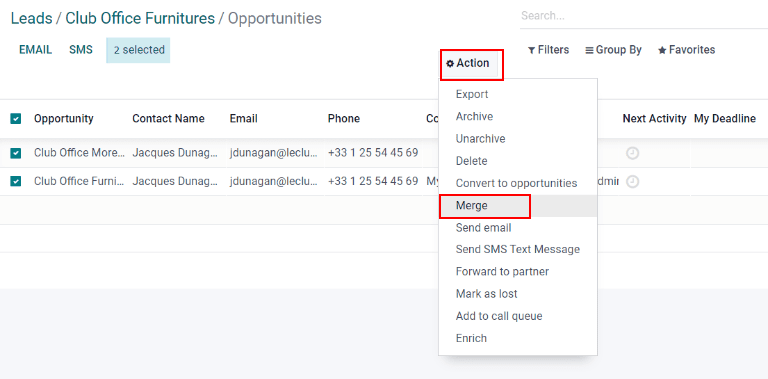 Leads / Club Office Furnitures / Opportunities
Search...
EMAIL SMS 2 selected
Action
Filters Group By Favorites
Opportunity Contact Name Email Phone Co Next Activity My Deadline
Club Office More... Jacques Dunag... jdunagan@leclu... +33 1 25 54 45 69
Club Office Furni... Jacques Dunag... jdunagan@leclu... +33 1 25 54 45 69 My dmin
Export
Archive
Unarchive
Delete
Convert to opportunities
Merge
Send email
Send SMS Text Message
Forward to partner
Mark as lost
Add to call queue
Enrich